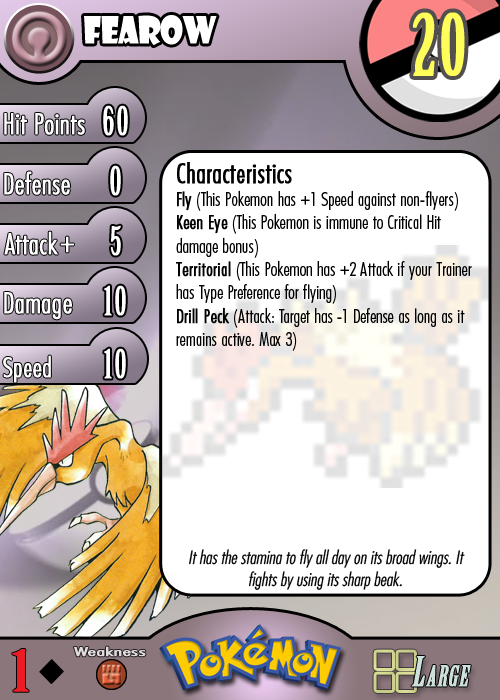 FEAROW
20
Hit Points 60
Defense 0
Attack+ 5
Damage 10
Speed 10
Characteristics
Fly (This Pokemon has +1 Speed against non-flyers)
Keen Eye (This Pokemon is immune to Critical Hit
damage bonus)
Territorial (This Pokemon has +2 Attack if your Trainer
has Type Preference for flying)
Drill Peck (Attack: Target has -1 Defense as long as it
remains active. Max 3)
It has the stamina to fly all day on its broad wings. It
fights by using its sharp beak.
1
Weakness
POKéMON
LARGE